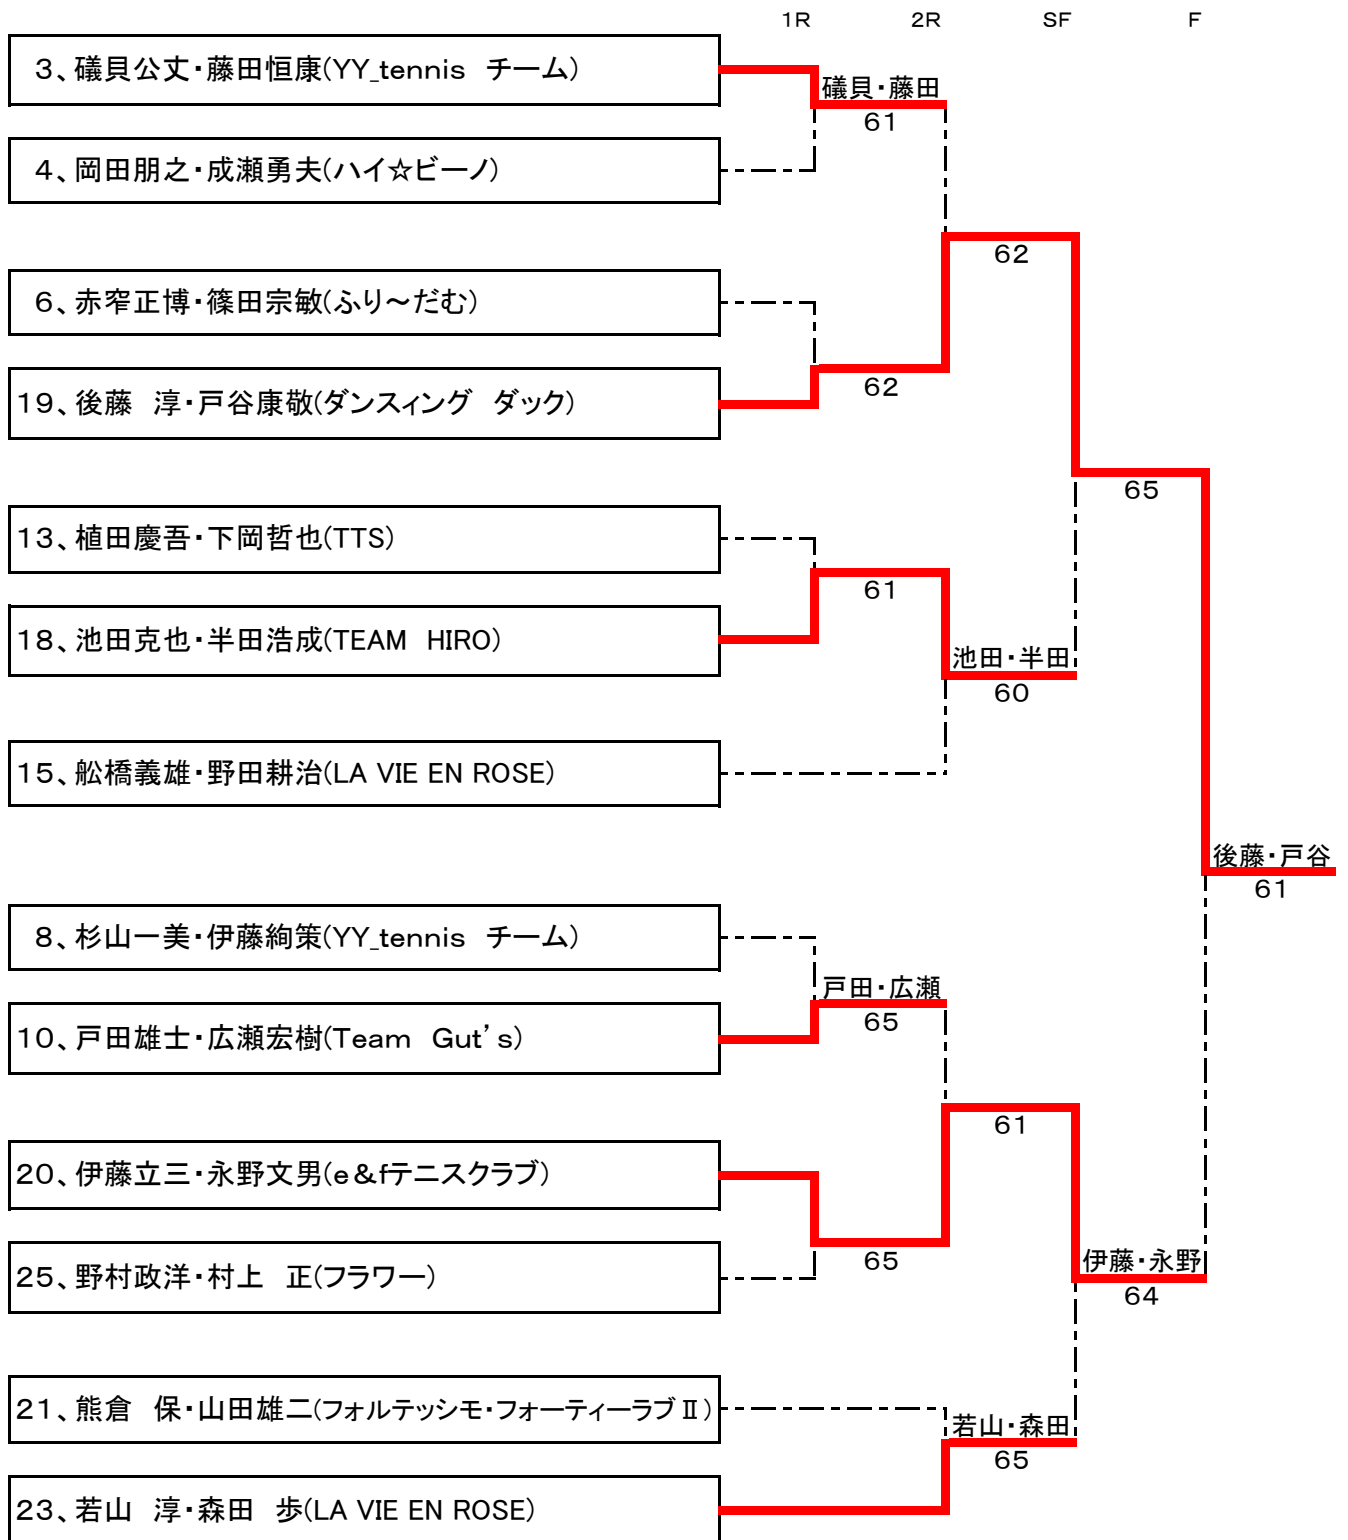 1R 2R SF F
3、礒貝公丈・藤田恒康(YY_tennis チーム)
礒貝・藤田
61
4、岡田朋之・成瀬勇夫(ハイ☆ビーノ)
62
6、赤窄正博・篠田宗敏(ふり～だむ)
62
19、後藤 淳・戸谷康敬(ダンスィング ダック)
65
13、植田慶吾・下岡哲也(TTS)
61
18、池田克也・半田浩成(TEAM HIRO)
池田・半田
60
15、舩橋義雄・野田耕治(LA VIE EN ROSE)
後藤・戸谷
61
8、杉山一美・伊藤絢策(YY_tennis チーム)
戸田・広瀬
65
10、戸田雄士・広瀬宏樹(Team Gut's)
61
20、伊藤立三・永野文男(e&fテニスクラブ)
65
25、野村政洋・村上 正(フラワー)
伊藤・永野
64
21、熊倉 保・山田雄二(フォルテッシモ・フォーティーラブⅡ)
若山・森田
65
23、若山 淳・森田 歩(LA VIE EN ROSE)